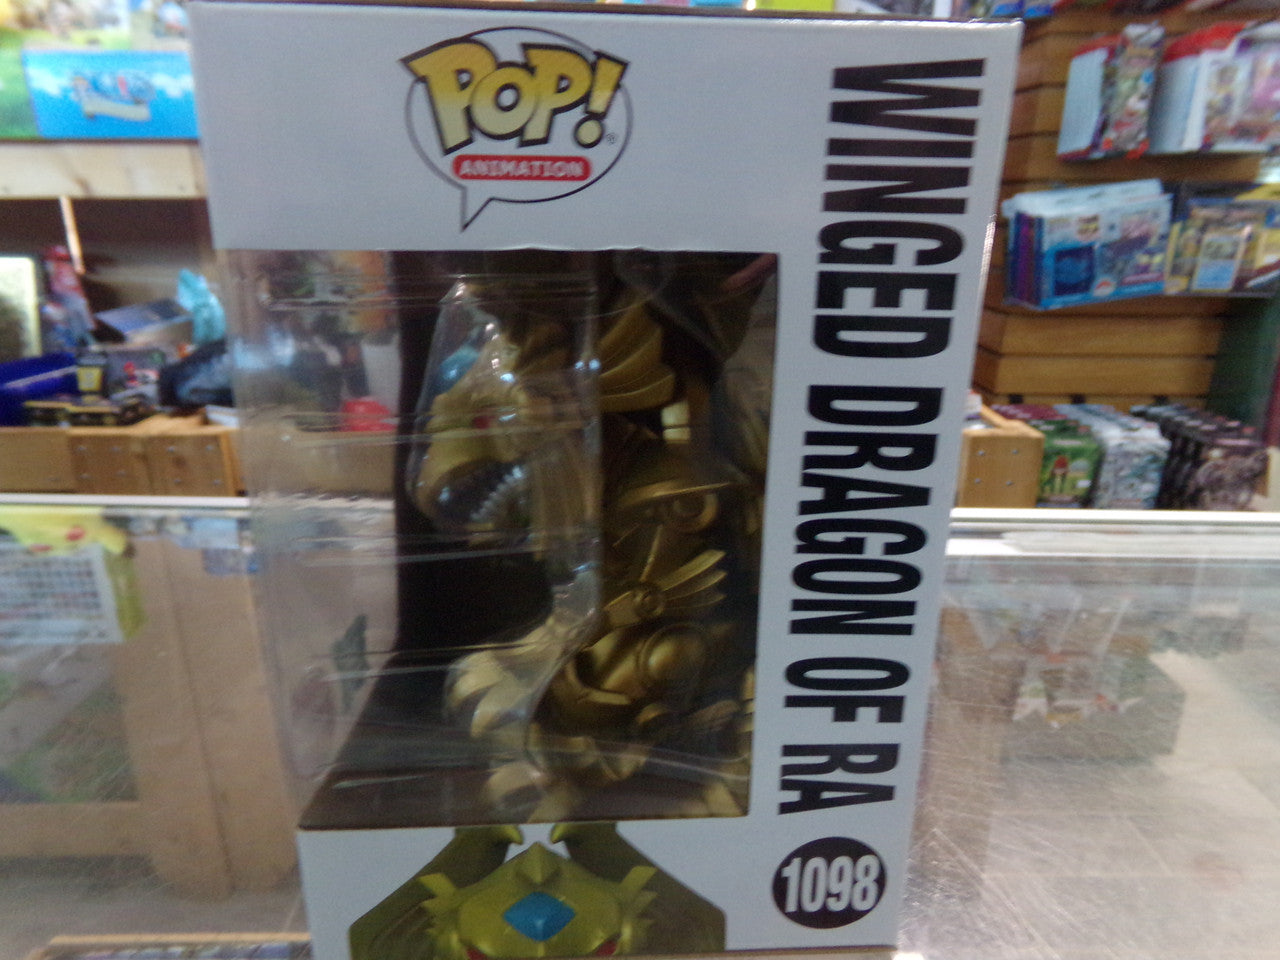 POP!
®
ANIMATION
WINGED DRAGON OF RA
1098